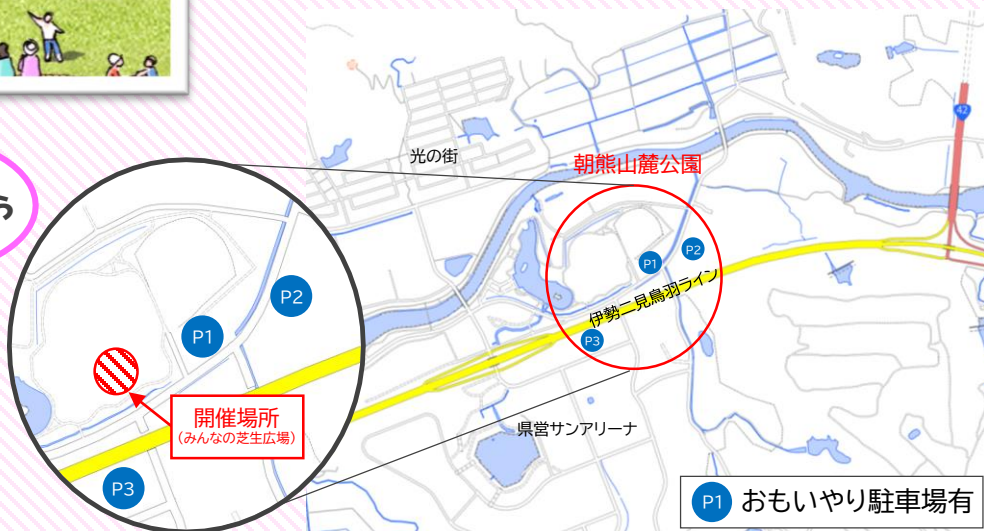 ら
光の街
朝熊山麓公園
42
P1
P2
伊勢二見鳥羽ライン
P3
県営サンアリーナ
P2
P1
開催場所
(みんなの芝生広場)
P3
P1 おもいやり駐車場有